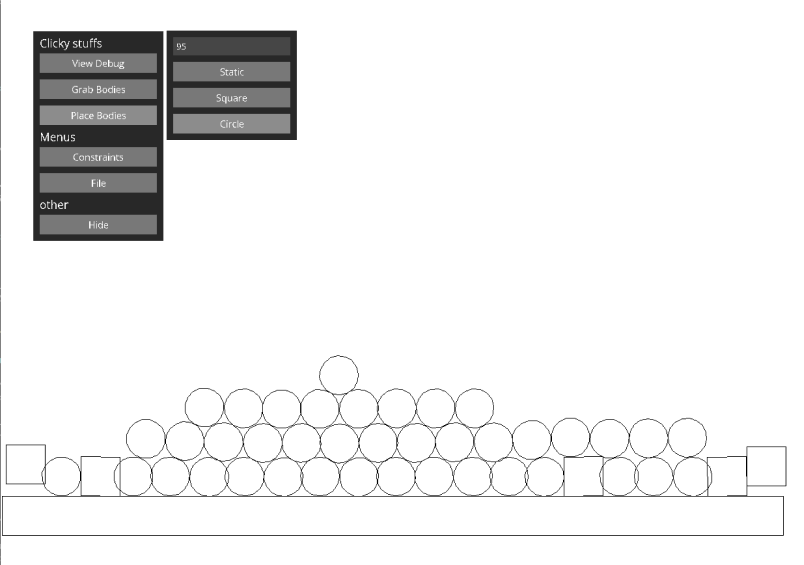 Clicky stuffs
View Debug
Grab Bodies
Place Bodies
Menus
Constraints
File
other
Hide
95
Static
Square
Circle